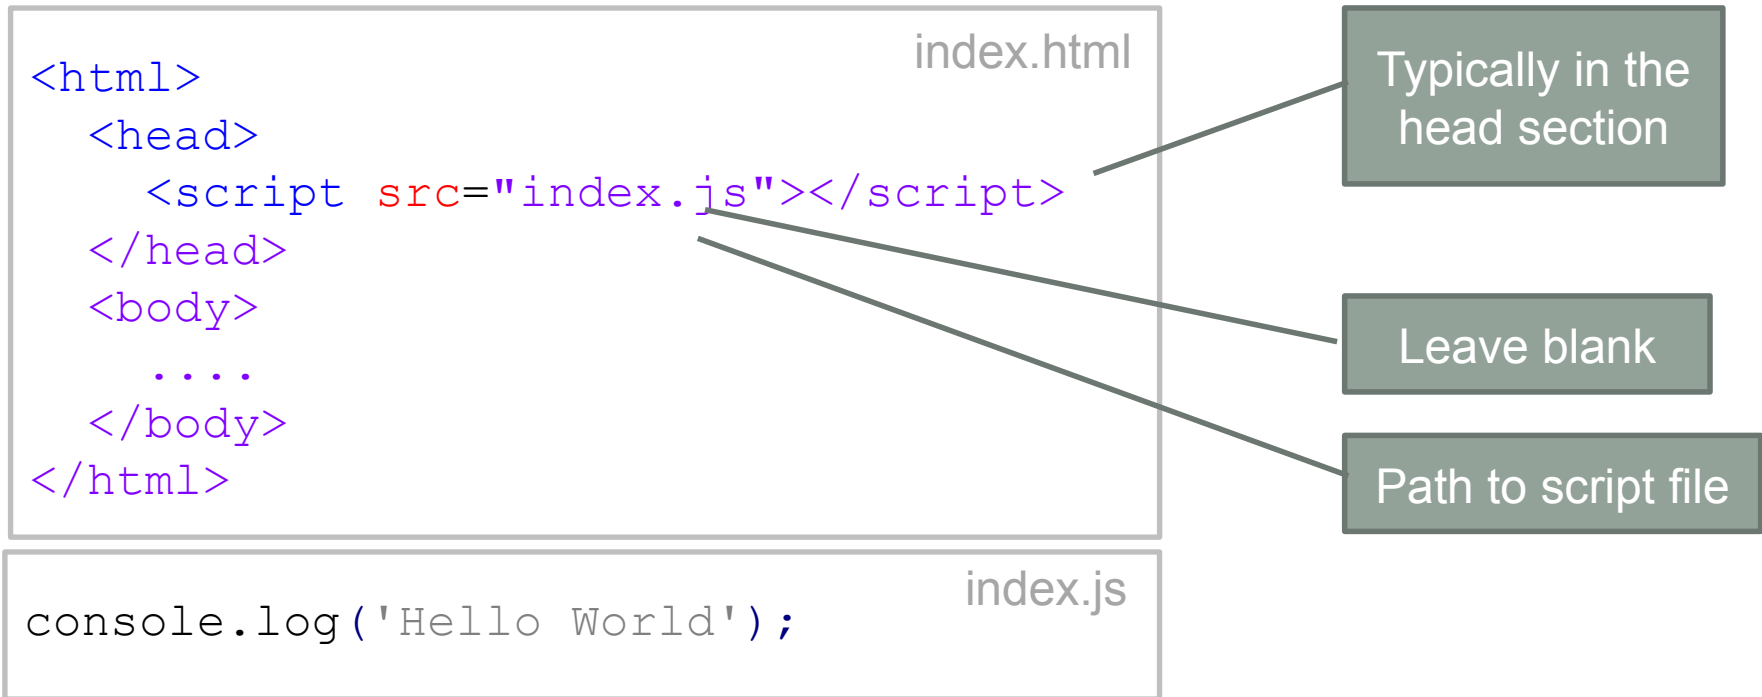 index.html
<html>
  <head>
    <script src="index.js"></script>
  </head>
  <body>
    ....
  </body>
</html>
Typically in the
head section
Leave blank
Path to script file
index.js
console.log('Hello World');